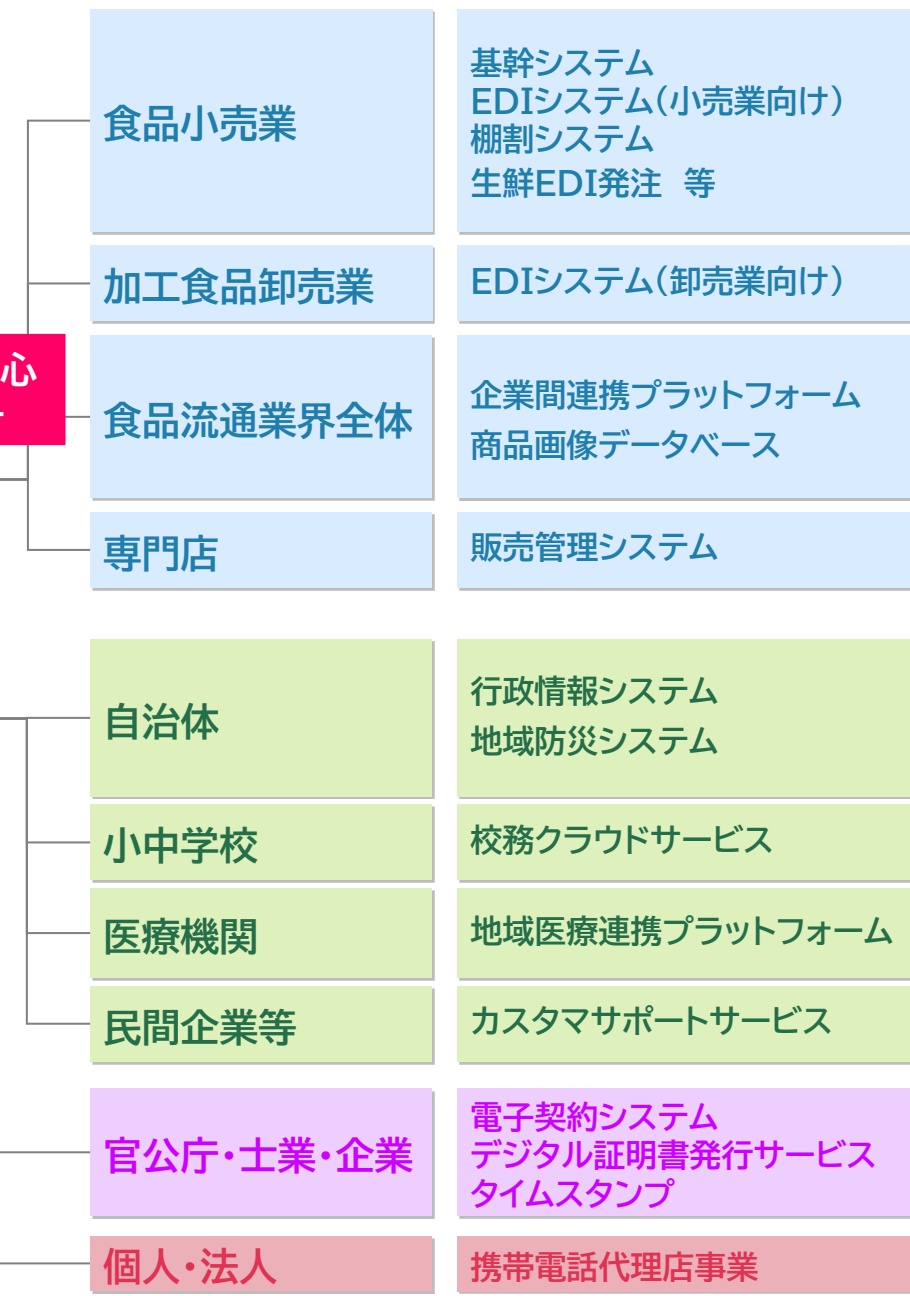 食品小売業
基幹システム
EDIシステム（小売業向け）
棚割システム
生鮮EDI発注　等
加工食品卸売業
EDIシステム（卸売業向け）
心
食品流通業界全体
企業間連携プラットフォーム
商品画像データベース
専門店
販売管理システム
自治体
行政情報システム
地域防災システム
小中学校
校務クラウドサービス
医療機関
地域医療連携プラットフォーム
民間企業等
カスタマサポートサービス
官公庁・士業・企業
電子契約システム
デジタル証明書発行サービス
タイムスタンプ
個人・法人
携帯電話代理店事業